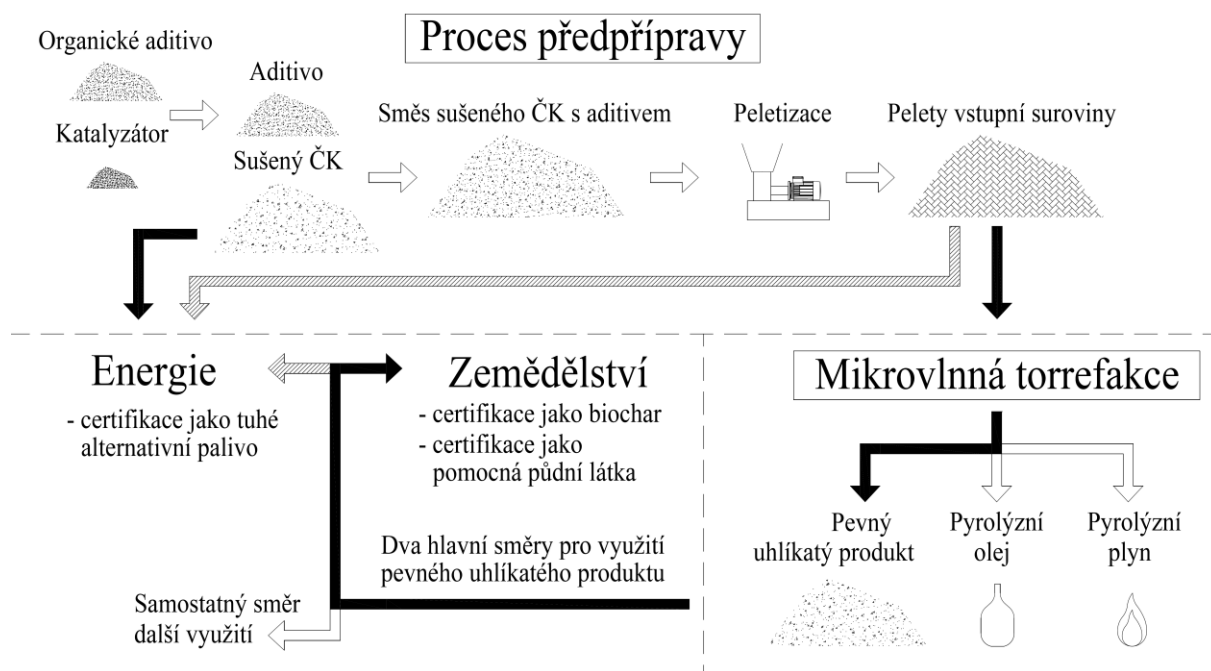 Proces předpřípravy
Organické aditivo
Katalyzátor
Aditivo
Sušený ČK
Směs sušeného ČK s aditivem
Peletizace
Pelety vstupní suroviny
Energie
- certifikace jako tuhé
alternativní palivo
Zemědělství
- certifikace jako biochar
- certifikace jako
pomocná půdní látka
Dva hlavní směry pro využití
pevného uhlíkatého produktu
Samostatný směr
další využití
Mikrovlnná torrefakce
Pevný
uhlíkatý produkt
Pyrolýzní
olej
Pyrolýzní
plyn